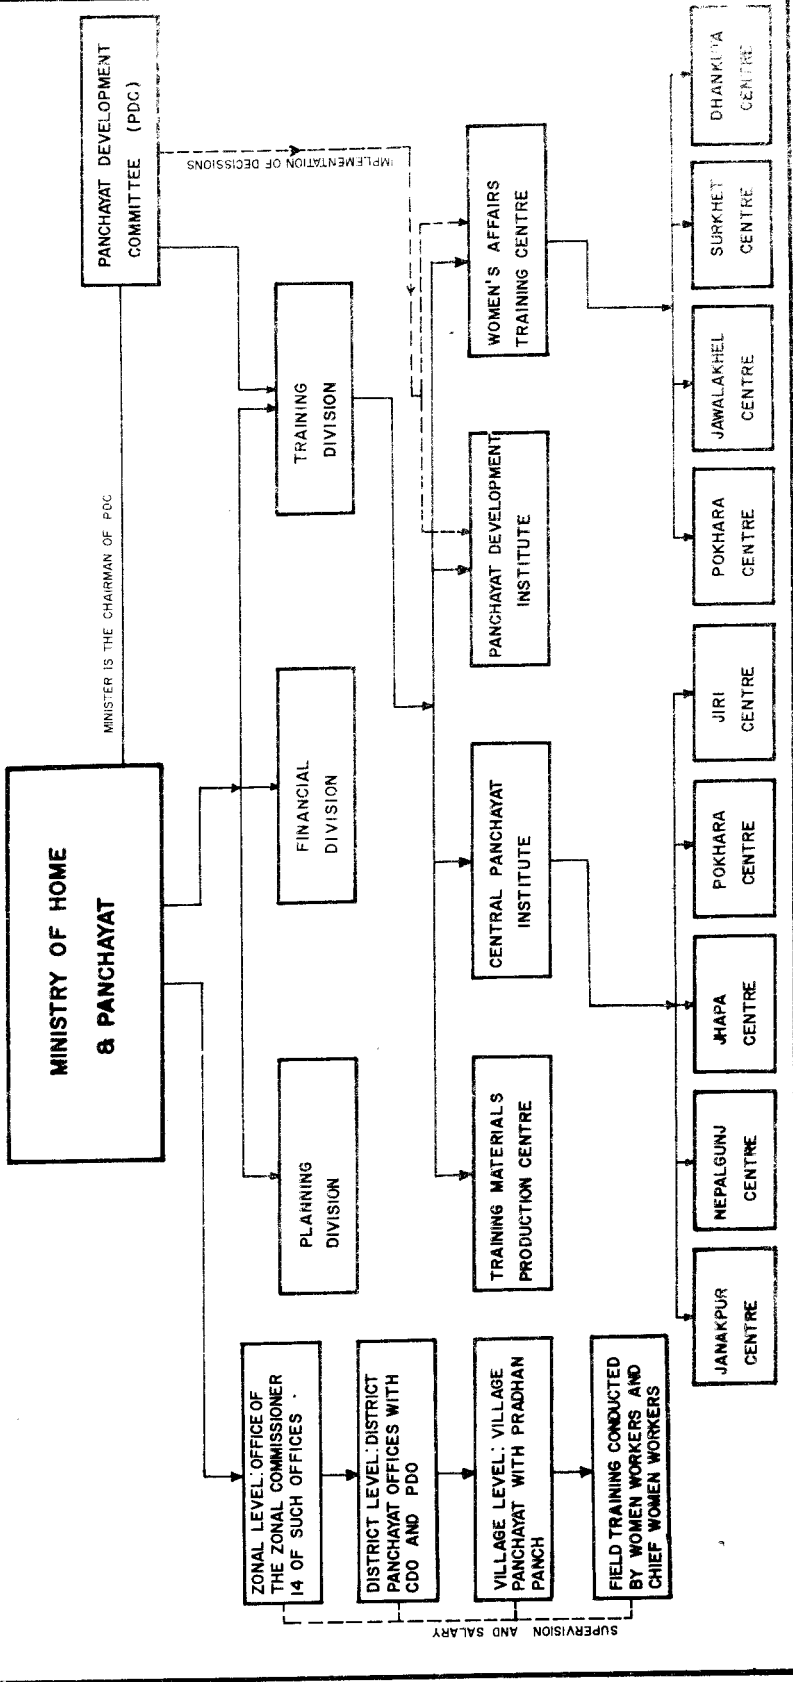 MINISTRY OF HOME
& PANCHAYAT
MINISTER IS THE CHAIRMAN OF PDC
PANCHAYAT DEVELOPMENT
COMMITTEE (PDC)
IMPLEMENTATION OF DECISIONS
PLANNING
DIVISION
FINANCIAL
DIVISION
TRAINING
DIVISION
ZONAL LEVEL: OFFICE OF
THE ZONAL COMMISSIONER
14 OF SUCH OFFICES
DISTRICT LEVEL: DISTRICT
PANCHAYAT OFFICES WITH
CDO AND PDO
VILLAGE LEVEL: VILLAGE
PANCHAYAT WITH PRADHAN
PANCH
FIELD TRAINING CONDUCTED
BY WOMEN WORKERS AND
CHIEF WOMEN WORKERS
SUPERVISION AND SALARY
TRAINING MATERIALS
PRODUCTION CENTRE
CENTRAL PANCHAYAT
INSTITUTE
PANCHAYAT DEVELOPMENT
INSTITUTE
WOMEN'S AFFAIRS
TRAINING CENTRE
JANAKPUR
CENTRE
NEPALGUNJ
CENTRE
JHAPA
CENTRE
POKHARA
CENTRE
JIRI
CENTRE
POKHARA
CENTRE
JAWALAKHEL
CENTRE
SURKHET
CENTRE
DHANKUTA
CENTRE